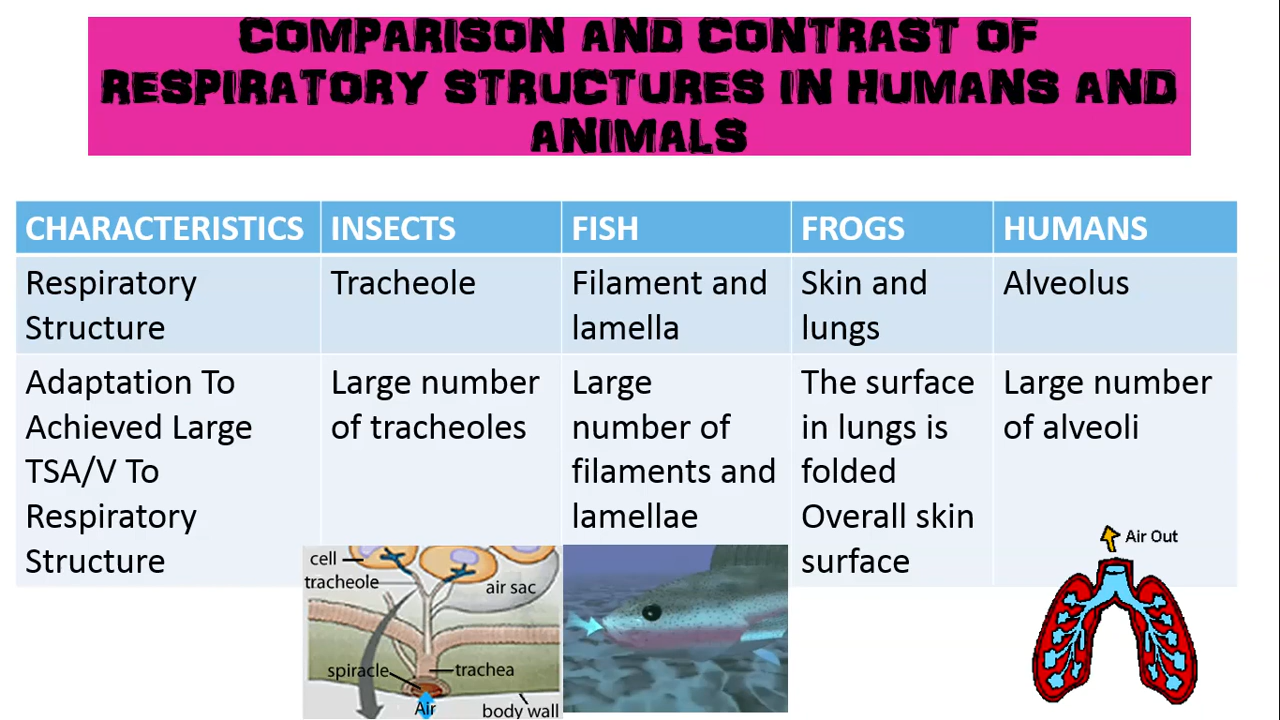 COMPARISON AND CONTRAST OF
RESPIRATORY STRUCTURES IN HUMANS AND
ANIMALS
CHARACTERISTICS INSECTS FISH FROGS HUMANS
Respiratory
Structure
Tracheole
Filament and
lamella
Skin and
lungs
Alveolus
Adaptation To
Achieved Large
TSA/V To
Respiratory
Structure
Large number
of tracheoles
Large
number of
filaments and
lamellae
The surface
in lungs is
folded
Overall skin
surface
Large number
of alveoli
cell
tracheole
air sac
spiracle
trachea
Air
body wall
Air Out